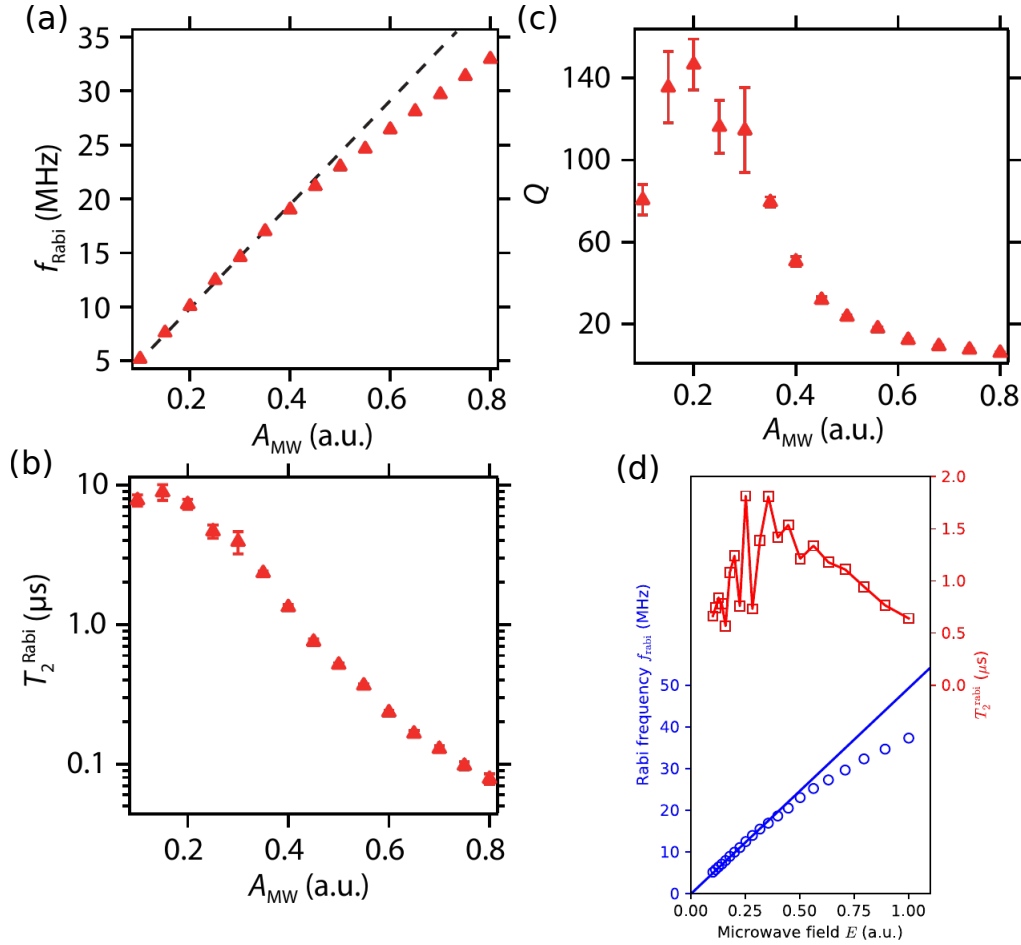 (a)
35
30
25
20
15
10
5
f_Rabi (MHz)
0.2 0.4 0.6 0.8
A_MW (a.u.)
(b)
10
1.0
0.1
T_2^Rabi (µs)
0.2 0.4 0.6 0.8
A_MW (a.u.)
(c)
140
100
60
20
Q
0.2 0.4 0.6 0.8
A_MW (a.u.)
(d)
2.0
1.5
1.0
0.5
0.0
T_2^rabi (µs)
50
40
30
20
10
0
Rabi frequency f_rabi (MHz)
0.00 0.25 0.50 0.75 1.00
Microwave field E (a.u.)